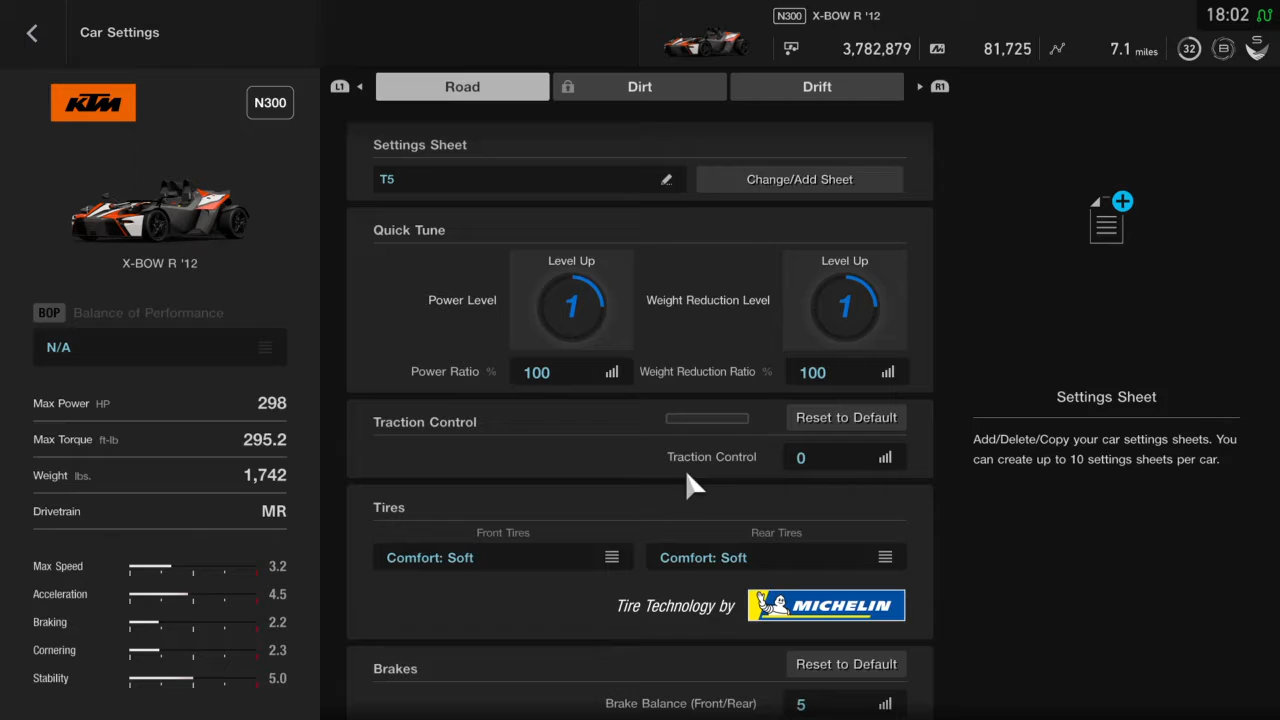 Car Settings
N300 X-BOW R '12
18:02
3,782,879 81,725 7.1 miles 32 B S
KTM N300
X-BOW R '12
BOP Balance of Performance
N/A
Max Power HP 298
Max Torque ft-lb 295.2
Weight lbs. 1,742
Drivetrain MR
Max Speed 3.2
Acceleration 4.5
Braking 2.2
Cornering 2.3
Stability 5.0
L1 Road Dirt Drift R1
Settings Sheet
T5 Change/Add Sheet
Quick Tune
Level Up Level Up
Power Level 1 Weight Reduction Level 1
Power Ratio % 100 Weight Reduction Ratio % 100
Traction Control Reset to Default
Traction Control 0
Tires
Front Tires Rear Tires
Comfort: Soft Comfort: Soft
Tire Technology by MICHELIN
Brakes Reset to Default
Brake Balance (Front/Rear) 5
Settings Sheet
Add/Delete/Copy your car settings sheets. You
can create up to 10 settings sheets per car.